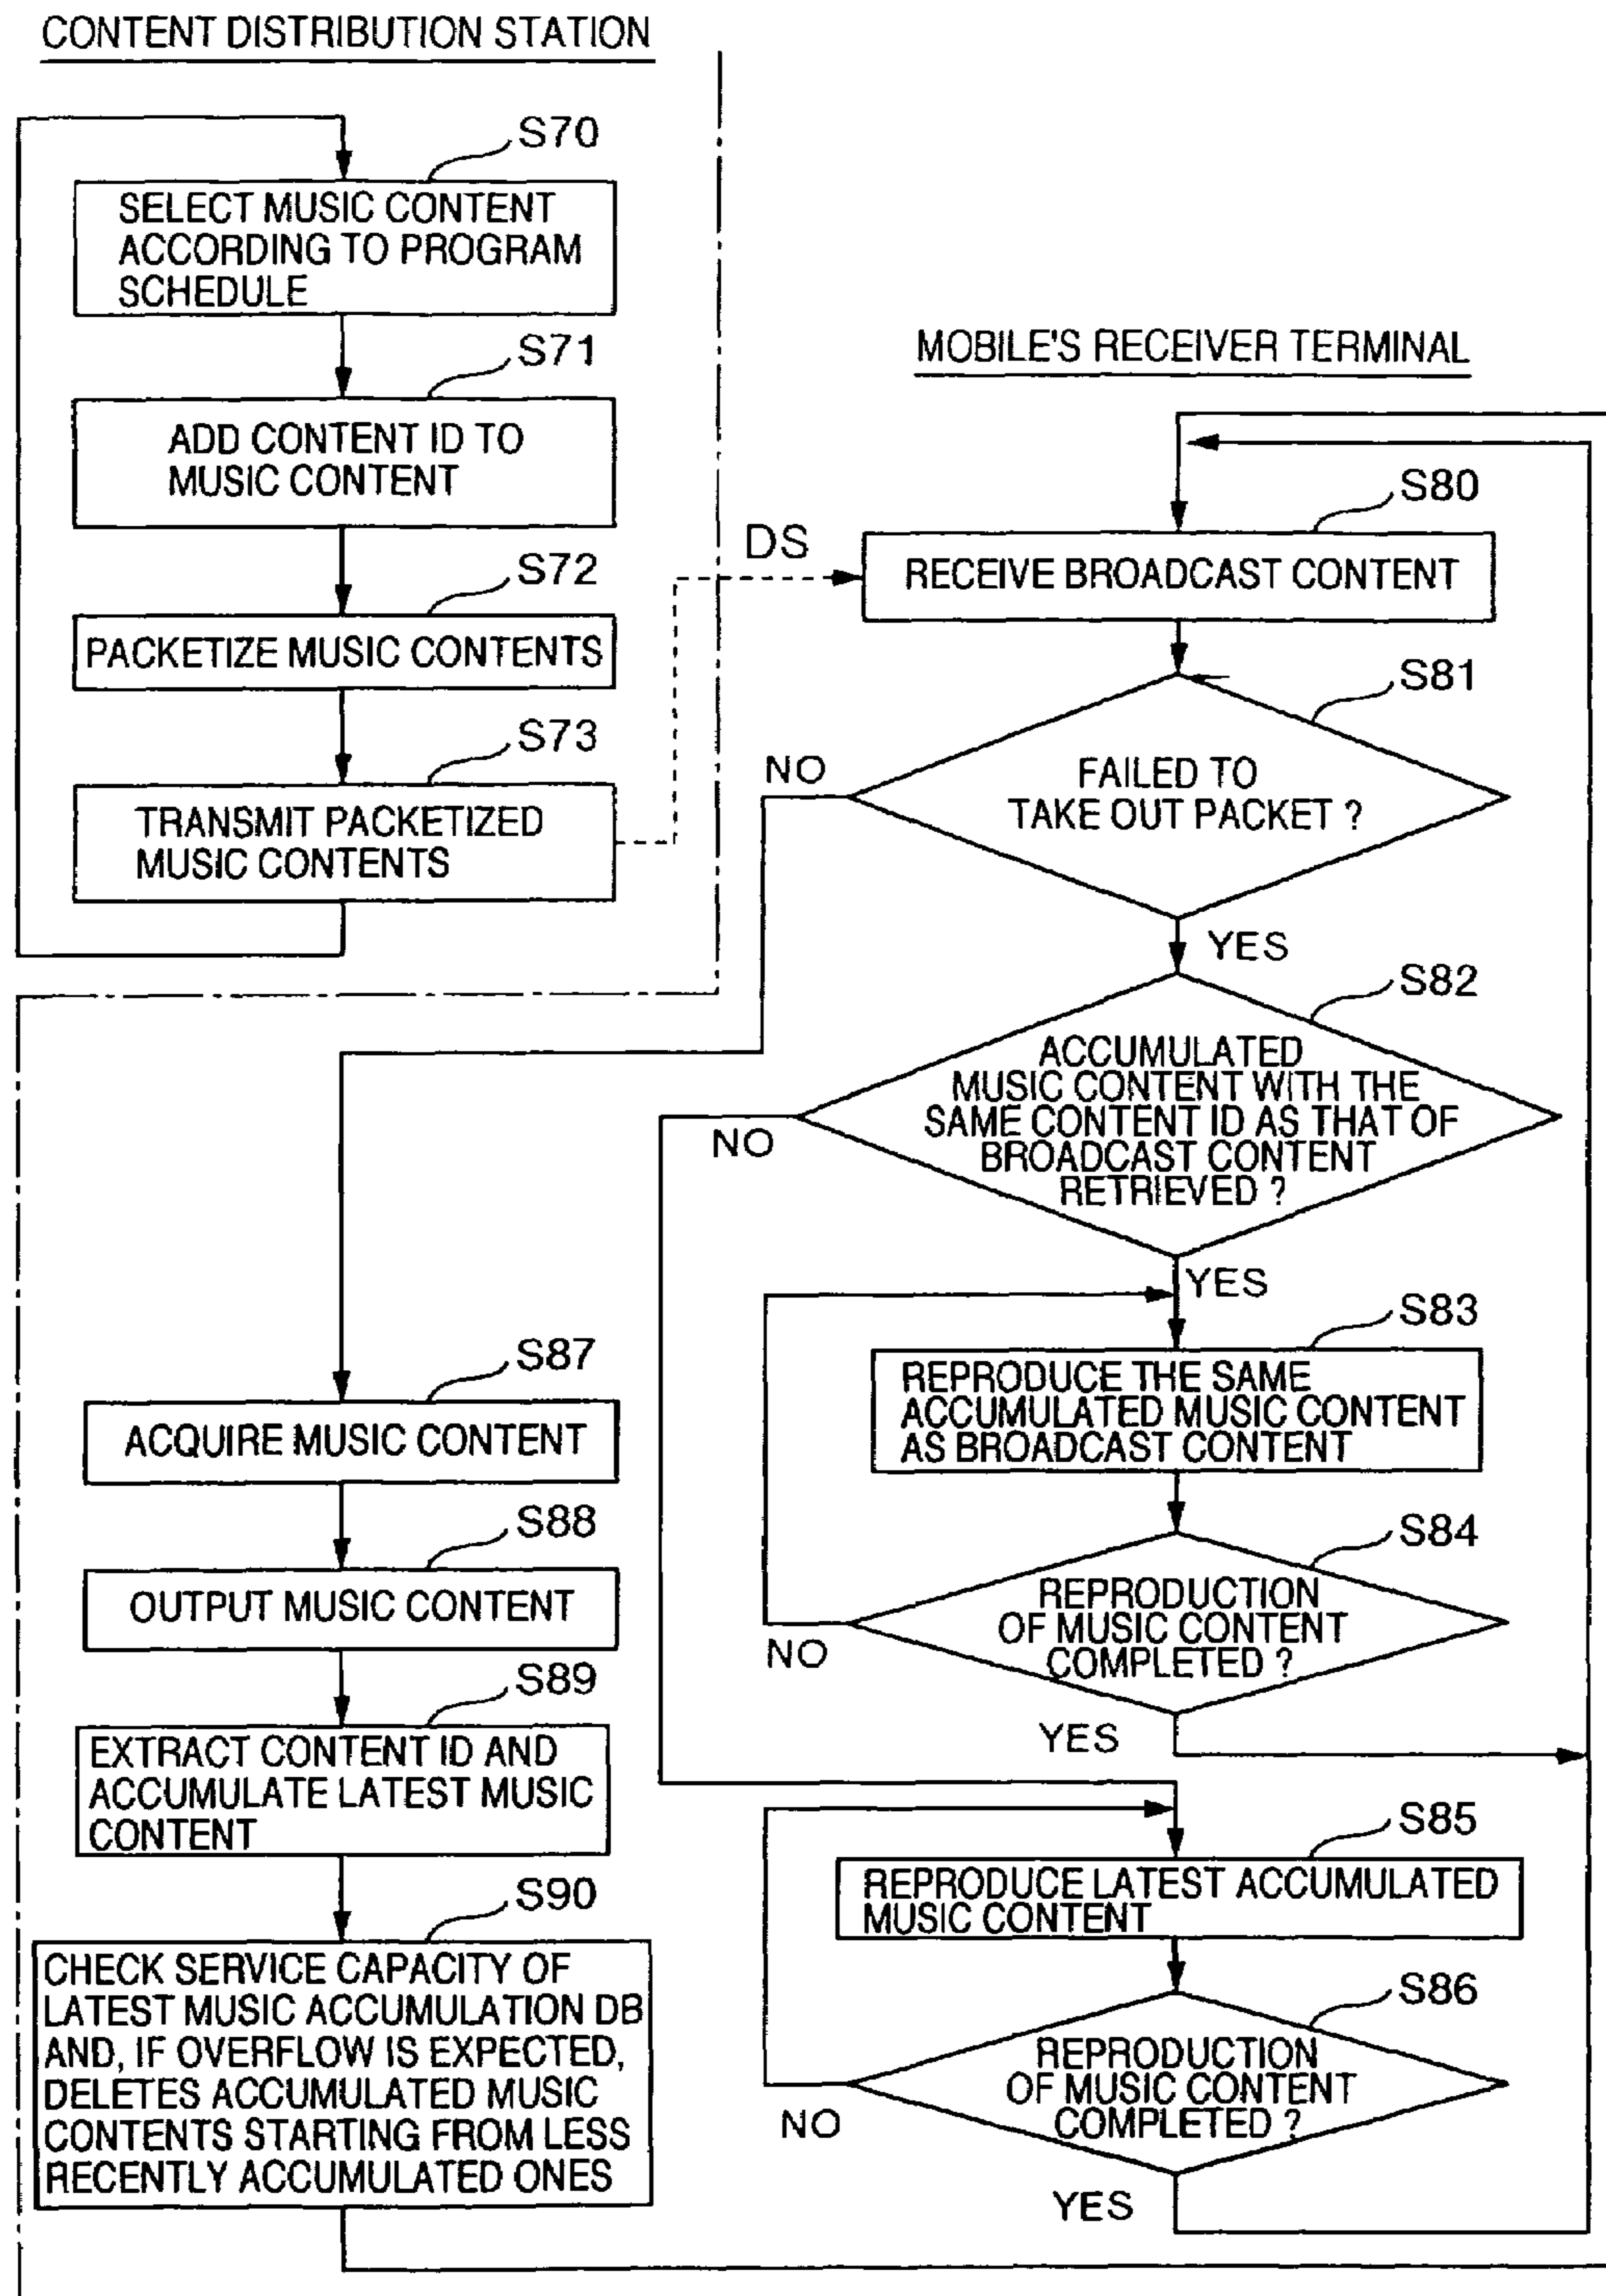 CONTENT DISTRIBUTION STATION
S70
SELECT MUSIC CONTENT
ACCORDING TO PROGRAM
SCHEDULE
S71
ADD CONTENT ID TO
MUSIC CONTENT
S72
PACKETIZE MUSIC CONTENTS
S73
TRANSMIT PACKETIZED
MUSIC CONTENTS
DS
MOBILE'S RECEIVER TERMINAL
S80
RECEIVE BROADCAST CONTENT
S81
FAILED TO
TAKE OUT PACKET ?
NO
YES
S82
ACCUMULATED
MUSIC CONTENT WITH THE
SAME CONTENT ID AS THAT OF
BROADCAST CONTENT
RETRIEVED ?
NO
YES
S83
REPRODUCE THE SAME
ACCUMULATED MUSIC CONTENT
AS BROADCAST CONTENT
S84
REPRODUCTION
OF MUSIC CONTENT
COMPLETED ?
NO
YES
S85
REPRODUCE LATEST ACCUMULATED
MUSIC CONTENT
S86
REPRODUCTION
OF MUSIC CONTENT
COMPLETED ?
NO
YES
S87
ACQUIRE MUSIC CONTENT
S88
OUTPUT MUSIC CONTENT
S89
EXTRACT CONTENT ID AND
ACCUMULATE LATEST MUSIC
CONTENT
S90
CHECK SERVICE CAPACITY OF
LATEST MUSIC ACCUMULATION DB
AND, IF OVERFLOW IS EXPECTED,
DELETES ACCUMULATED MUSIC
CONTENTS STARTING FROM LESS
RECENTLY ACCUMULATED ONES